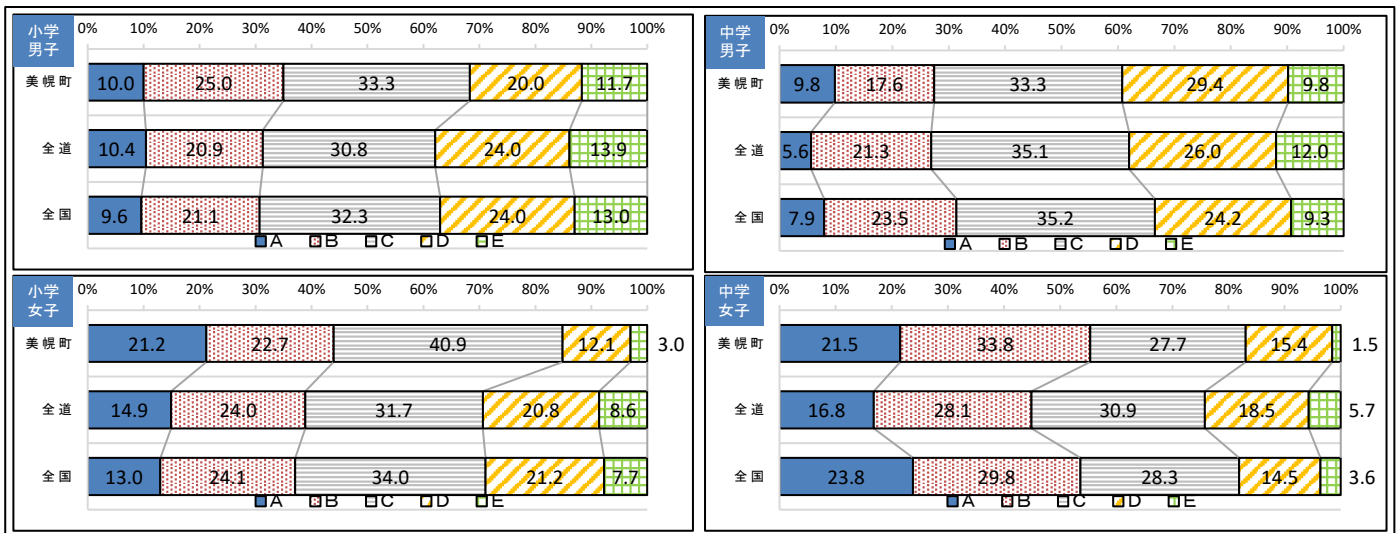 小学
男子
0% 10% 20% 30% 40% 50% 60% 70% 80% 90% 100%
美幌町 10.0 25.0 33.3 20.0 11.7
全道 10.4 20.9 30.8 24.0 13.9
全国 9.6 21.1 32.3 24.0 13.0
A B C D E
中学
男子
0% 10% 20% 30% 40% 50% 60% 70% 80% 90% 100%
美幌町 9.8 17.6 33.3 29.4 9.8
全道 5.6 21.3 35.1 26.0 12.0
全国 7.9 23.5 35.2 24.2 9.3
A B C D E
小学
女子
0% 10% 20% 30% 40% 50% 60% 70% 80% 90% 100%
美幌町 21.2 22.7 40.9 12.1 3.0
全道 14.9 24.0 31.7 20.8 8.6
全国 13.0 24.1 34.0 21.2 7.7
A B C D E
中学
女子
0% 10% 20% 30% 40% 50% 60% 70% 80% 90% 100%
美幌町 21.5 33.8 27.7 15.4 1.5
全道 16.8 28.1 30.9 18.5 5.7
全国 23.8 29.8 28.3 14.5 3.6
A B C D E